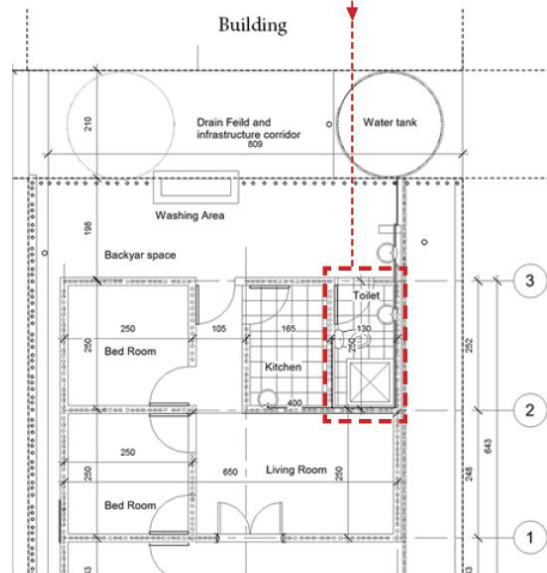 Building
210
Drain Feild and
infrastructure corridor
809
Water tank
Washing Area
198
Backyar space
3
Toilet
250
105
165
130
250
250
252
Bed Room
Kitchen
400
2
250
643
650
Living Room
250
250
248
Bed Room
1